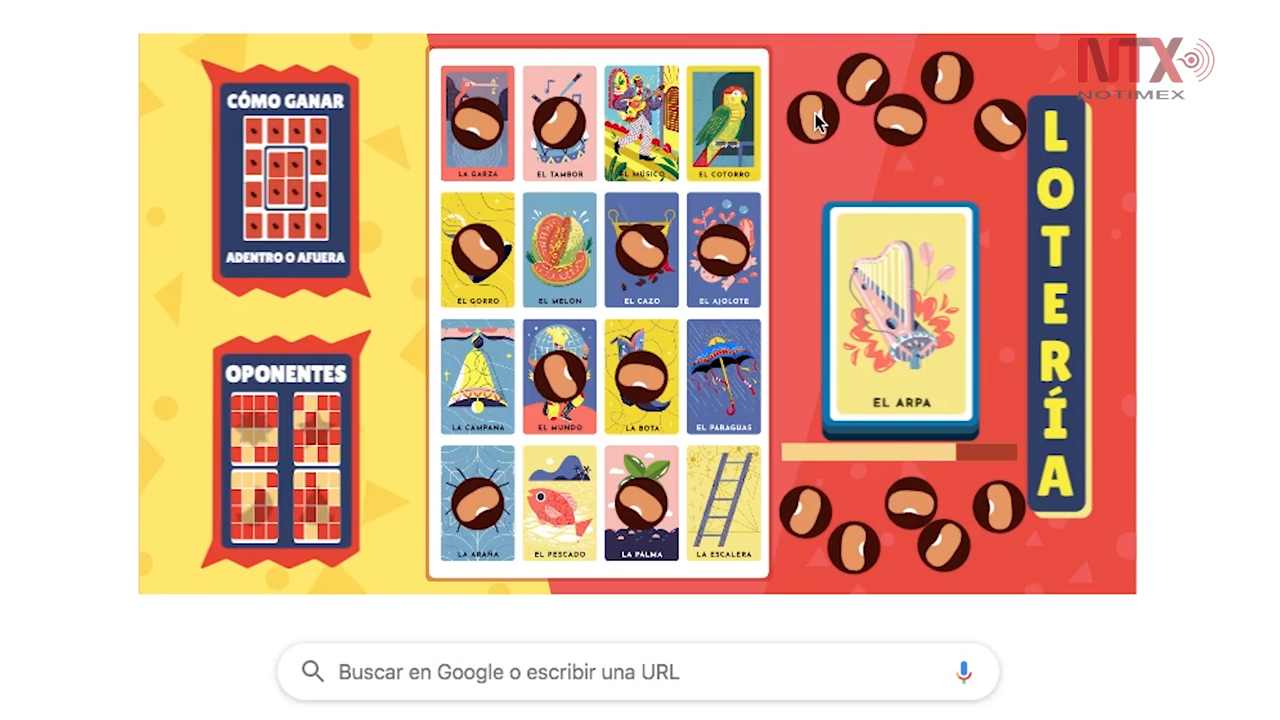 NTX
NOTIMEX
CÓMO GANAR
ADENTRO O AFUERA
OPONENTES
LA GARZA
EL TAMBOR
EL MÚSICO
EL COTORRO
EL GORRO
EL MELÓN
EL CAZO
EL AJOLOTE
LA CAMPANA
EL MUNDO
LA BOTA
EL PARAGUAS
LA ARAÑA
EL PESCADO
LA PALMA
LA ESCALERA
EL ARPA
LOTERÍA
Buscar en Google o escribir una URL